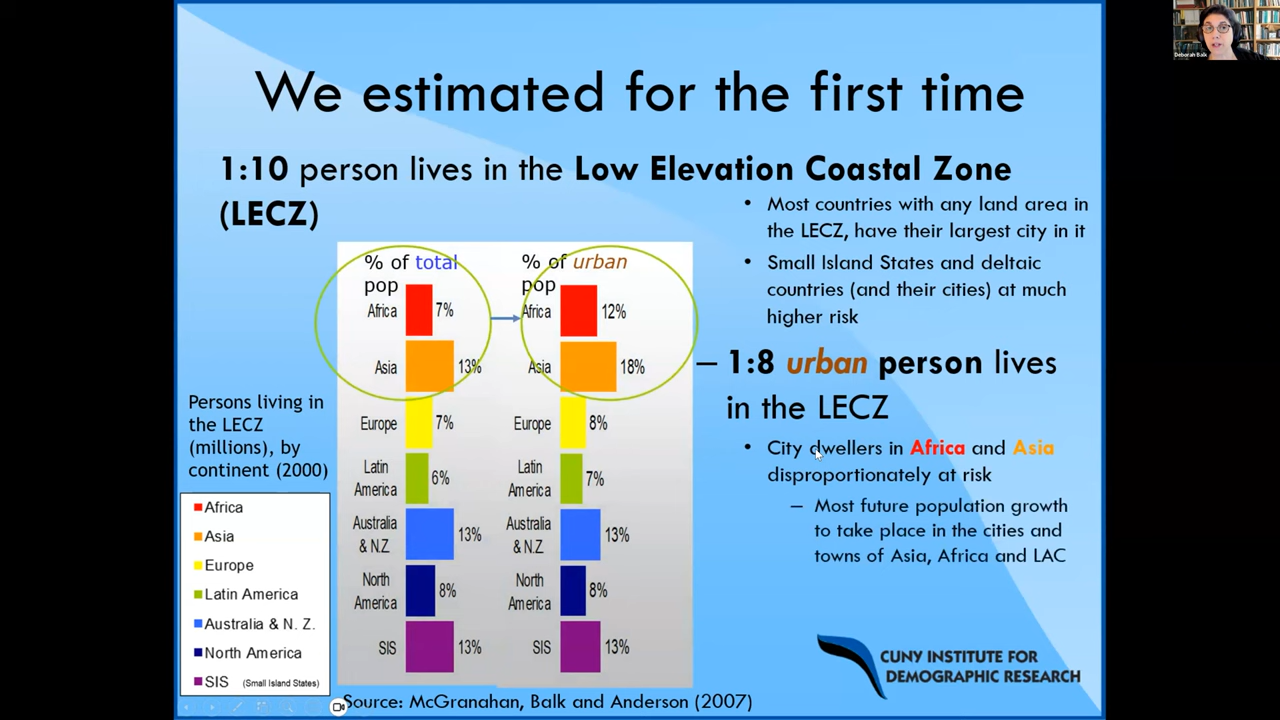 We estimated for the first time
1:10 person lives in the Low Elevation Coastal Zone
(LECZ)
• Most countries with any land area in
the LECZ, have their largest city in it
• Small Island States and deltaic
countries (and their cities) at much
higher risk
– 1:8 urban person lives
in the LECZ
• City dwellers in Africa and Asia
disproportionately at risk
– Most future population growth
to take place in the cities and
towns of Asia, Africa and LAC
% of total
pop
Africa 7%
Asia 13%
Europe 7%
Latin
America 6%
Australia
& N.Z. 13%
North
America 8%
SIS 13%
% of urban
pop
Africa 12%
Asia 18%
Europe 8%
Latin
America 7%
Australia
& N.Z. 13%
North
America 8%
SIS 13%
Persons living in
the LECZ
(millions), by
continent (2000)
Africa
Asia
Europe
Latin America
Australia & N. Z.
North America
SIS (Small Island States)
Source: McGranahan, Balk and Anderson (2007)
CUNY INSTITUTE FOR
DEMOGRAPHIC RESEARCH
Deborah Balk